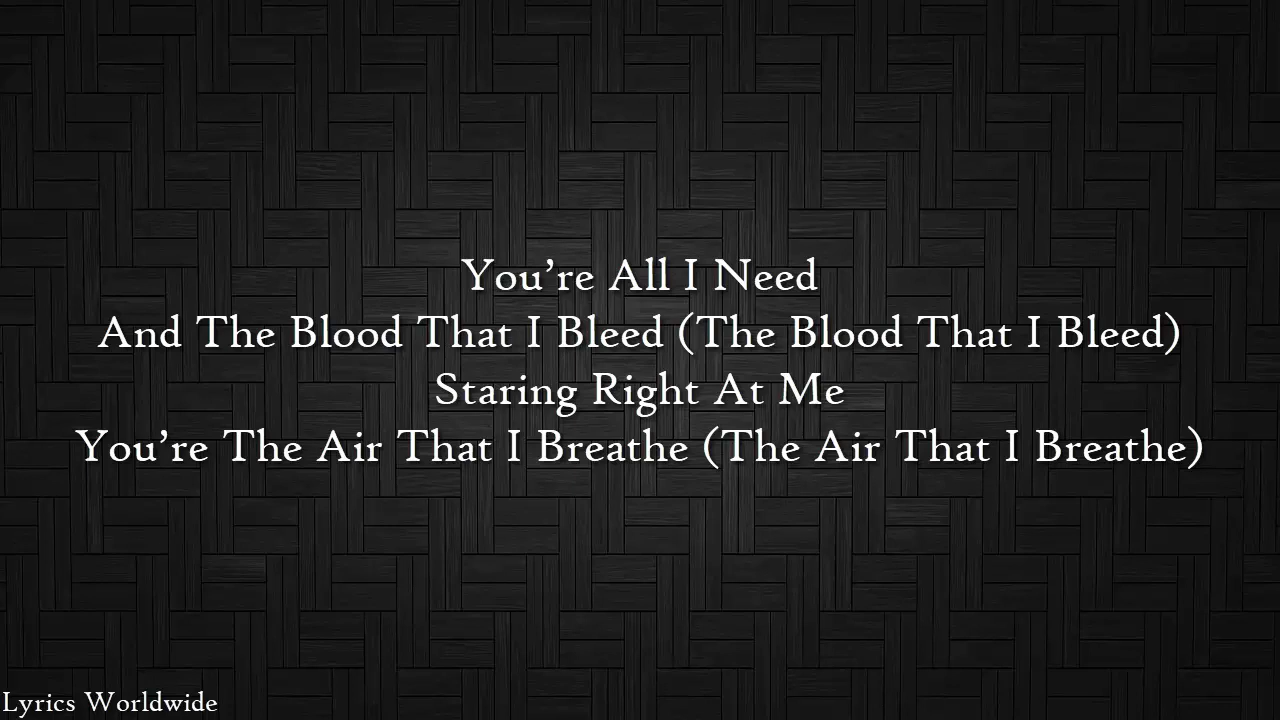 You’re All I Need
And The Blood That I Bleed (The Blood That I Bleed)
Staring Right At Me
You’re The Air That I Breathe (The Air That I Breathe)
Lyrics Worldwide